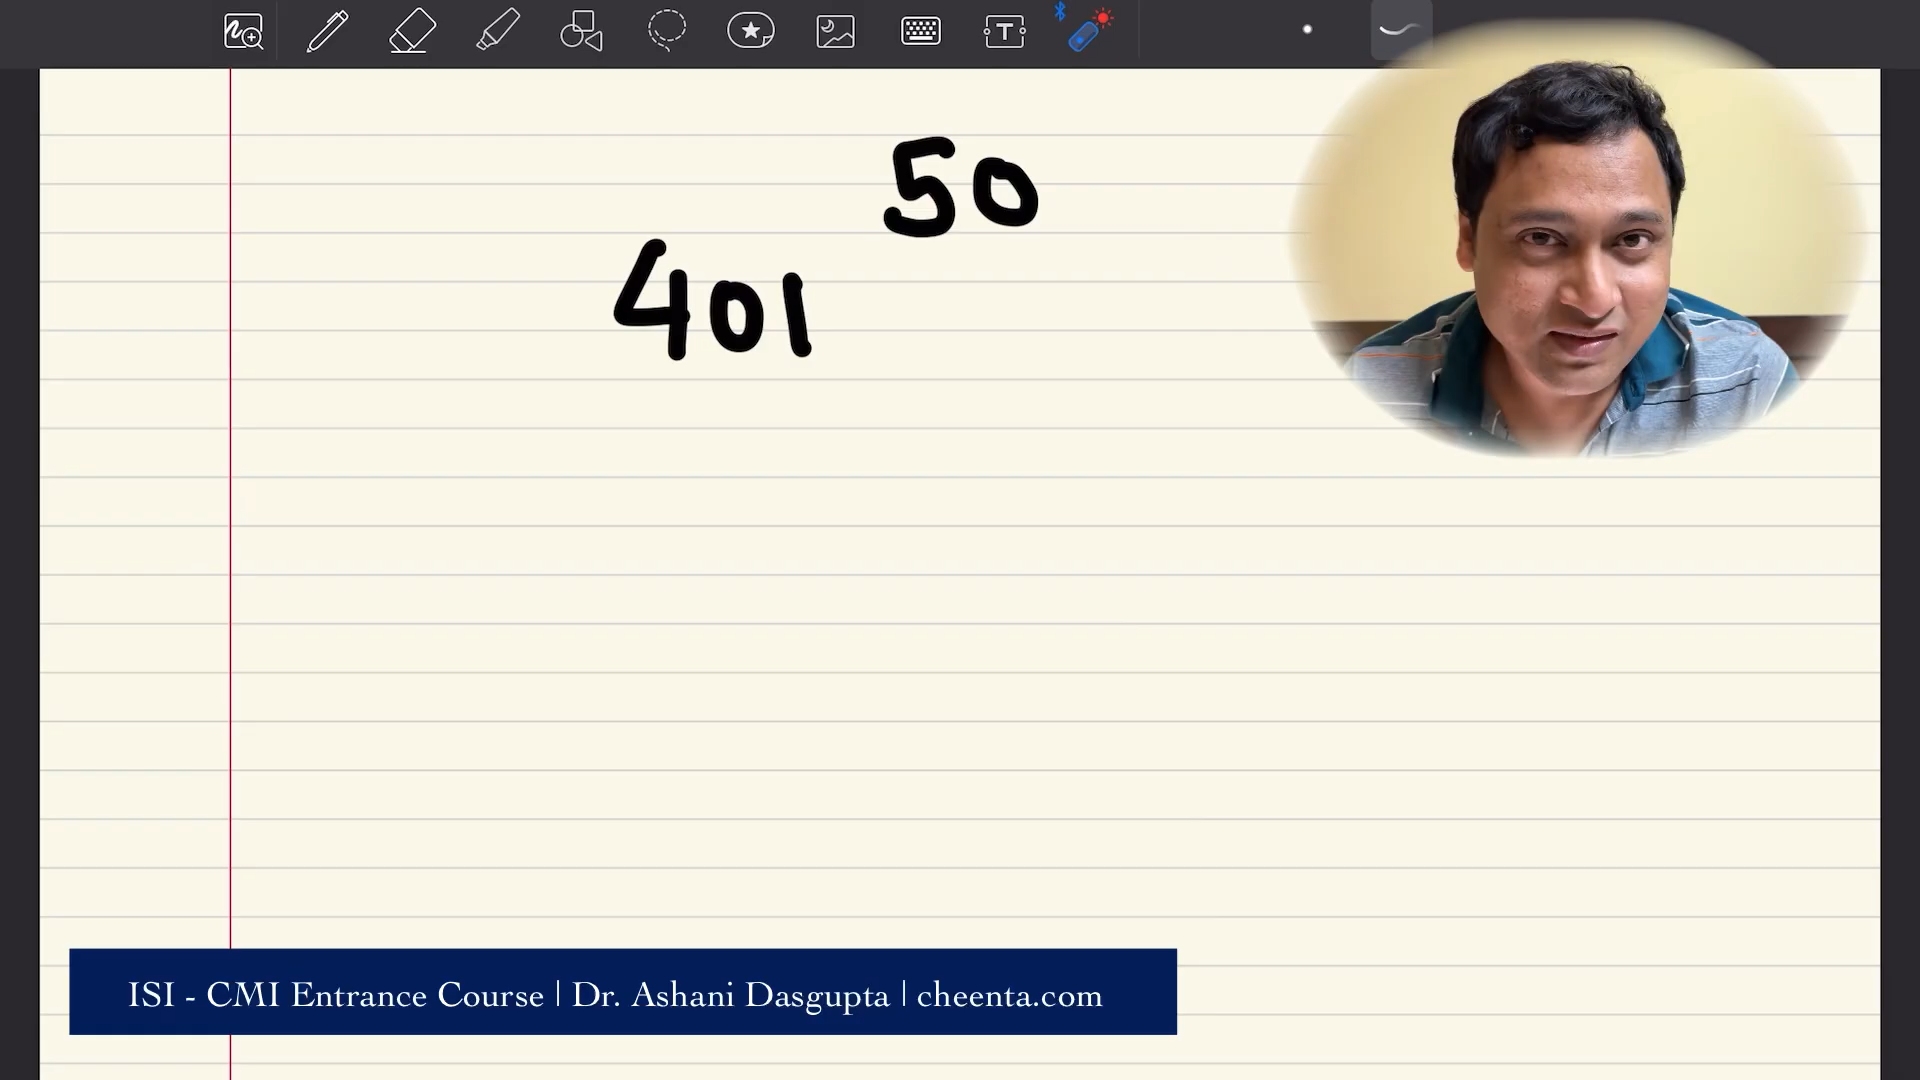 50
401
T
ISI - CMI Entrance Course | Dr. Ashani Dasgupta | cheenta.com